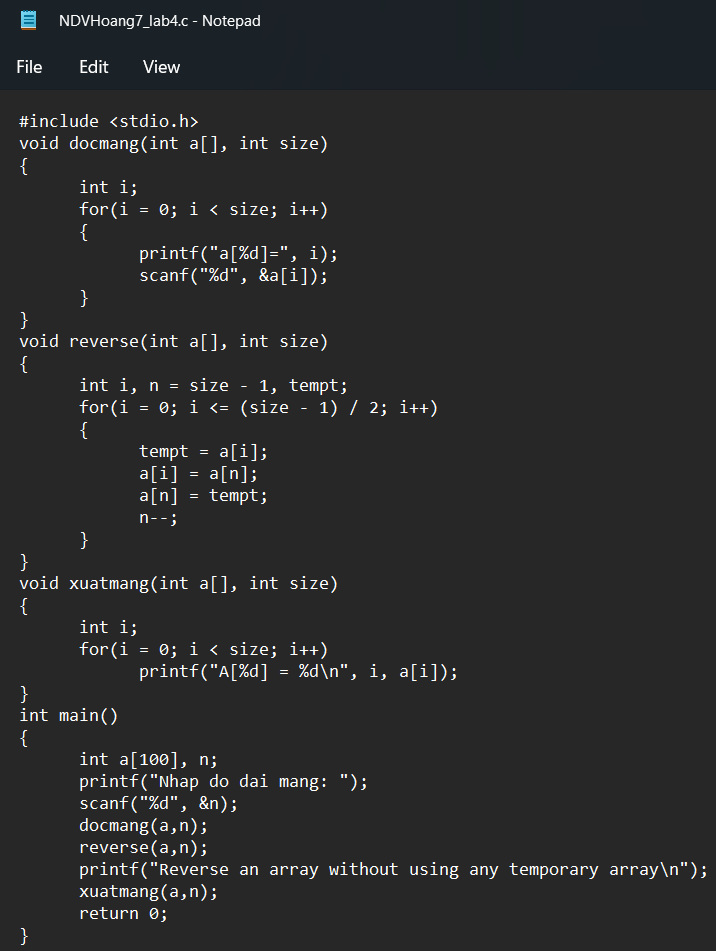 NDVHoang7_lab4.c - Notepad
File Edit View
#include <stdio.h>
void docmang(int a[], int size)
{
int i;
for(i = 0; i < size; i++)
{
printf("a[%d]=", i);
scanf("%d", &a[i]);
}
}
void reverse(int a[], int size)
{
int i, n = size - 1, tempt;
for(i = 0; i <= (size - 1) / 2; i++)
{
tempt = a[i];
a[i] = a[n];
a[n] = tempt;
n--;
}
}
void xuatmang(int a[], int size)
{
int i;
for(i = 0; i < size; i++)
printf("A[%d] = %d\n", i, a[i]);
}
int main()
{
int a[100], n;
printf("Nhap do dai mang: ");
scanf("%d", &n);
docmang(a,n);
reverse(a,n);
printf("Reverse an array without using any temporary array\n");
xuatmang(a,n);
return 0;
}